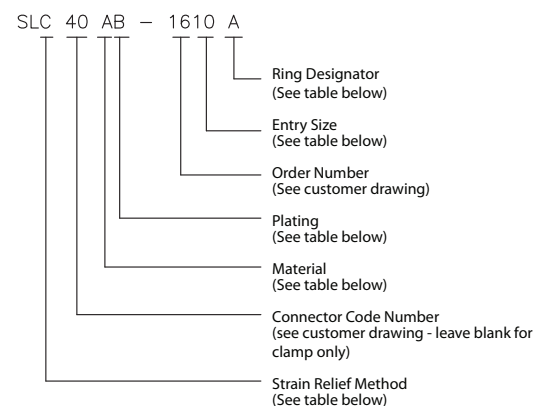 SLC 40 AB - 1610 A
Ring Designator
(See table below)
Entry Size
(See table below)
Order Number
(See customer drawing)
Plating
(See table below)
Material
(See table below)
Connector Code Number
(see customer drawing - leave blank for
clamp only)
Strain Relief Method
(See table below)